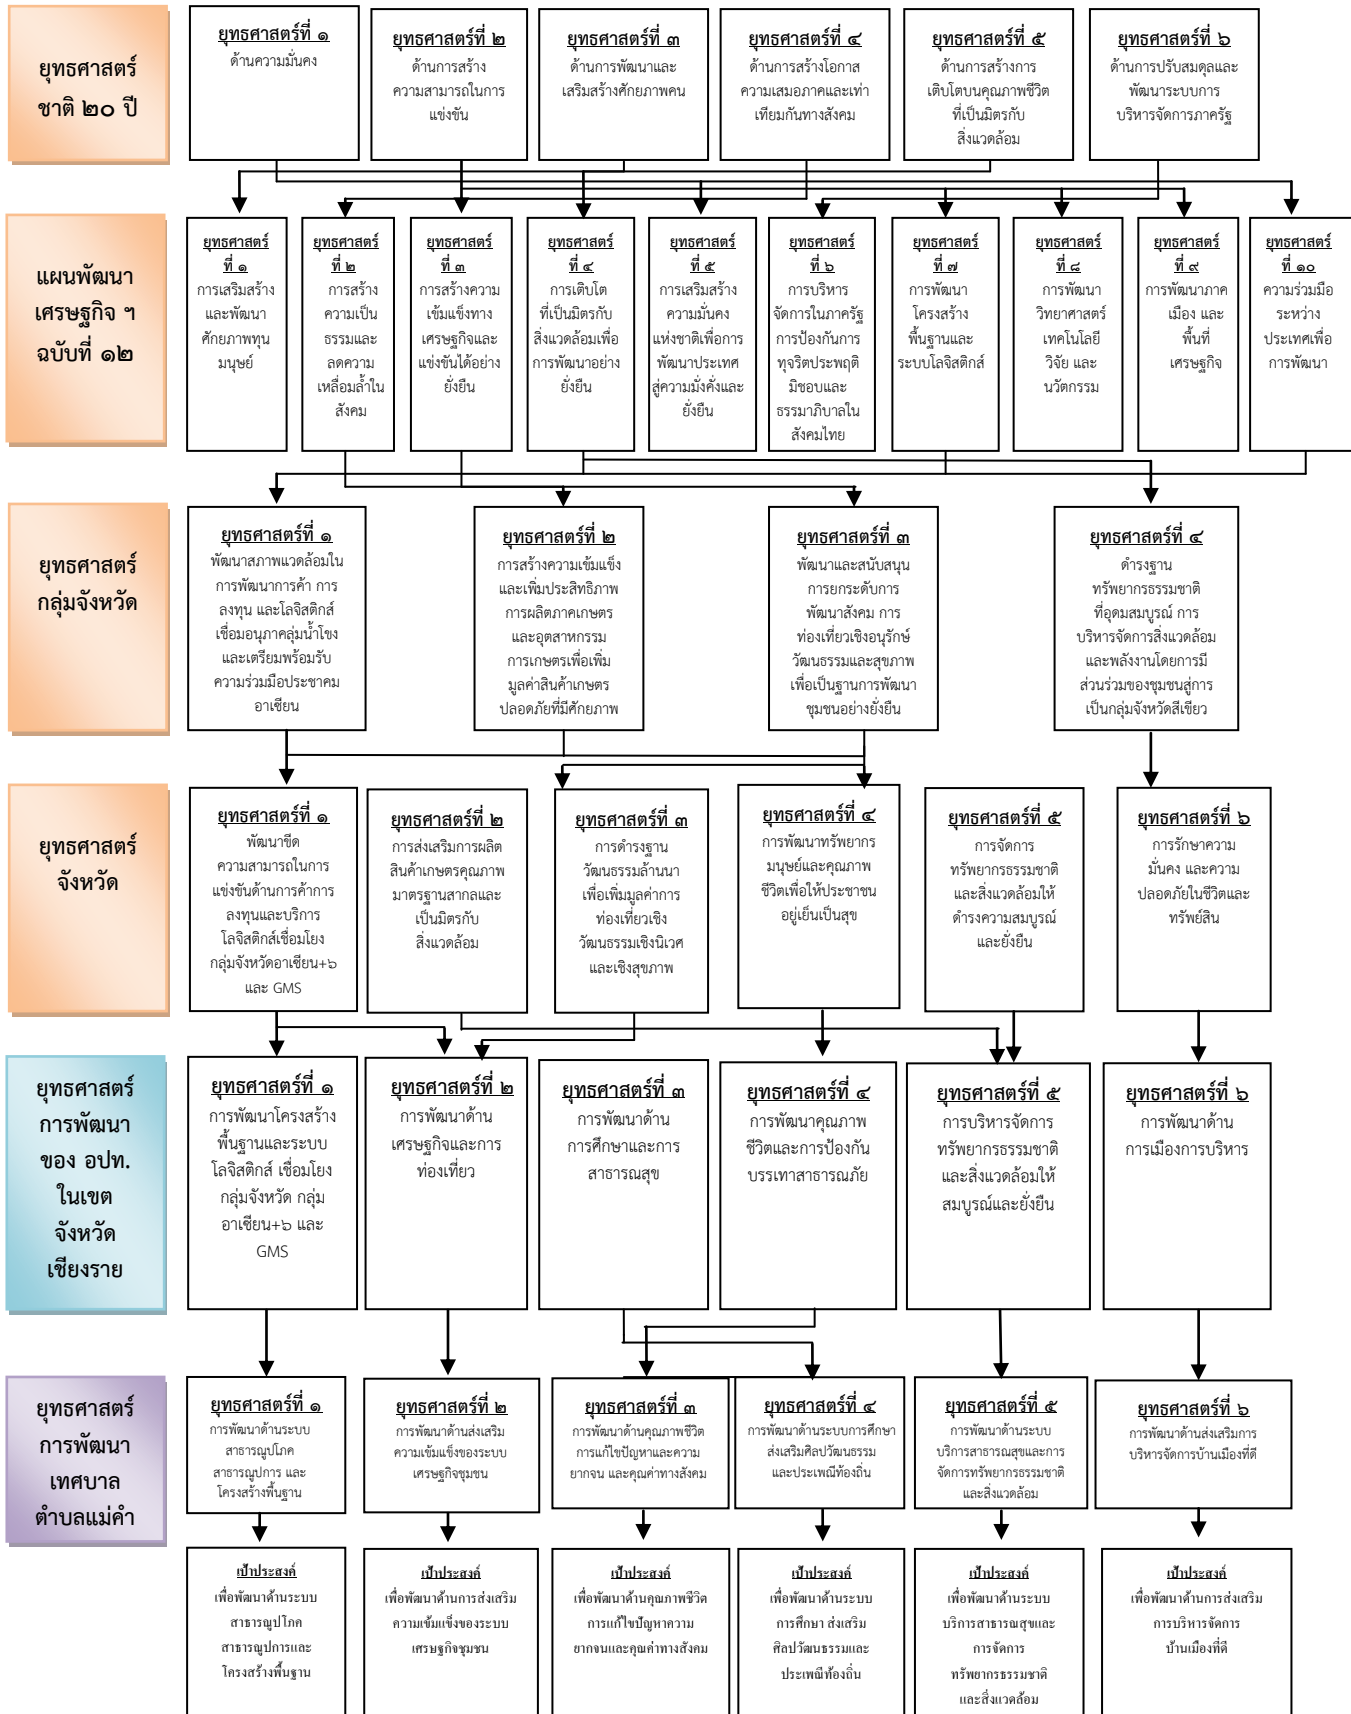 ยุทธศาสตร์
ชาติ ๒๐ ปี
ยุทธศาสตร์ที่ ๑
ด้านความมั่นคง
ยุทธศาสตร์ที่ ๒
ด้านการสร้าง
ความสามารถในการ
แข่งขัน
ยุทธศาสตร์ที่ ๓
ด้านการพัฒนาและ
เสริมสร้างศักยภาพคน
ยุทธศาสตร์ที่ ๔
ด้านการสร้างโอกาส
ความเสมอภาคและเท่า
เทียมกันทางสังคม
ยุทธศาสตร์ที่ ๕
ด้านการสร้างการ
เติบโตบนคุณภาพชีวิต
ที่เป็นมิตรกับ
สิ่งแวดล้อม
ยุทธศาสตร์ที่ ๖
ด้านการปรับสมดุลและ
พัฒนาระบบการ
บริหารจัดการภาครัฐ
แผนพัฒนา
เศรษฐกิจ ฯ
ฉบับที่ ๑๒
ยุทธศาสตร์
ที่ ๑
การเสริมสร้าง
และพัฒนา
ศักยภาพทุน
มนุษย์
ยุทธศาสตร์
ที่ ๒
การสร้าง
ความเป็น
ธรรมและ
ลดความ
เหลื่อมล้ำใน
สังคม
ยุทธศาสตร์
ที่ ๓
การสร้างความ
เข้มแข็งทาง
เศรษฐกิจและ
แข่งขันได้อย่าง
ยั่งยืน
ยุทธศาสตร์
ที่ ๔
การเติบโต
ที่เป็นมิตรกับ
สิ่งแวดล้อมเพื่อ
การพัฒนาอย่าง
ยั่งยืน
ยุทธศาสตร์
ที่ ๕
การเสริมสร้าง
ความมั่นคง
แห่งชาติเพื่อการ
พัฒนาประเทศ
สู่ความมั่งคั่งและ
ยั่งยืน
ยุทธศาสตร์
ที่ ๖
การบริหาร
จัดการในภาครัฐ
การป้องกันการ
ทุจริตประพฤติ
มิชอบและ
ธรรมาภิบาลใน
สังคมไทย
ยุทธศาสตร์
ที่ ๗
การพัฒนา
โครงสร้าง
พื้นฐานและ
ระบบโลจิสติกส์
ยุทธศาสตร์
ที่ ๘
การพัฒนา
วิทยาศาสตร์
เทคโนโลยี
วิจัย และ
นวัตกรรม
ยุทธศาสตร์
ที่ ๙
การพัฒนาภาค
เมือง และ
พื้นที่
เศรษฐกิจ
ยุทธศาสตร์
ที่ ๑๐
ความร่วมมือ
ระหว่าง
ประเทศเพื่อ
การพัฒนา
ยุทธศาสตร์
กลุ่มจังหวัด
ยุทธศาสตร์ที่ ๑
พัฒนาสภาพแวดล้อมใน
การพัฒนาการค้า การ
ลงทุน และโลจิสติกส์
เชื่อมอนุภาคลุ่มน้ำโขง
และเตรียมพร้อมรับ
ความร่วมมือประชาคม
อาเซียน
ยุทธศาสตร์ที่ ๒
การสร้างความเข้มแข็ง
และเพิ่มประสิทธิภาพ
การผลิตภาคเกษตร
และอุตสาหกรรม
การเกษตรเพื่อเพิ่ม
มูลค่าสินค้าเกษตร
ปลอดภัยที่มีศักยภาพ
ยุทธศาสตร์ที่ ๓
พัฒนาและสนับสนุน
การยกระดับการ
พัฒนาสังคม การ
ท่องเที่ยวเชิงอนุรักษ์
วัฒนธรรมและสุขภาพ
เพื่อเป็นฐานการพัฒนา
ชุมชนอย่างยั่งยืน
ยุทธศาสตร์ที่ ๔
ดำรงฐาน
ทรัพยากรธรรมชาติ
ที่อุดมสมบูรณ์ การ
บริหารจัดการสิ่งแวดล้อม
และพลังงานโดยการมี
ส่วนร่วมของชุมชนสู่การ
เป็นกลุ่มจังหวัดสีเขียว
ยุทธศาสตร์
จังหวัด
ยุทธศาสตร์ที่ ๑
พัฒนาขีด
ความสามารถในการ
แข่งขันด้านการค้าการ
ลงทุนและบริการ
โลจิสติกส์เชื่อมโยง
กลุ่มจังหวัดอาเซียน+๖
และ GMS
ยุทธศาสตร์ที่ ๒
การส่งเสริมการผลิต
สินค้าเกษตรคุณภาพ
มาตรฐานสากลและ
เป็นมิตรกับ
สิ่งแวดล้อม
ยุทธศาสตร์ที่ ๓
การดำรงฐาน
วัฒนธรรมล้านนา
เพื่อเพิ่มมูลค่าการ
ท่องเที่ยวเชิง
วัฒนธรรมเชิงนิเวศ
และเชิงสุขภาพ
ยุทธศาสตร์ที่ ๔
การพัฒนาทรัพยากร
มนุษย์และคุณภาพ
ชีวิตเพื่อให้ประชาชน
อยู่เย็นเป็นสุข
ยุทธศาสตร์ที่ ๕
การจัดการ
ทรัพยากรธรรมชาติ
และสิ่งแวดล้อมให้
ดำรงความสมบูรณ์
และยั่งยืน
ยุทธศาสตร์ที่ ๖
การรักษาความ
มั่นคง และความ
ปลอดภัยในชีวิตและ
ทรัพย์สิน
ยุทธศาสตร์
การพัฒนา
ของ อปท.
ในเขต
จังหวัด
เชียงราย
ยุทธศาสตร์ที่ ๑
การพัฒนาโครงสร้าง
พื้นฐานและระบบ
โลจิสติกส์ เชื่อมโยง
กลุ่มจังหวัด กลุ่ม
อาเซียน+๖ และ
GMS
ยุทธศาสตร์ที่ ๒
การพัฒนาด้าน
เศรษฐกิจและการ
ท่องเที่ยว
ยุทธศาสตร์ที่ ๓
การพัฒนาด้าน
การศึกษาและการ
สาธารณสุข
ยุทธศาสตร์ที่ ๔
การพัฒนาคุณภาพ
ชีวิตและการป้องกัน
บรรเทาสาธารณภัย
ยุทธศาสตร์ที่ ๕
การบริหารจัดการ
ทรัพยากรธรรมชาติ
และสิ่งแวดล้อมให้
สมบูรณ์และยั่งยืน
ยุทธศาสตร์ที่ ๖
การพัฒนาด้าน
การเมืองการบริหาร
ยุทธศาสตร์
การพัฒนา
เทศบาล
ตำบลแม่คำ
ยุทธศาสตร์ที่ ๑
การพัฒนาด้านระบบ
สาธารณูปโภค
สาธารณูปการ และ
โครงสร้างพื้นฐาน
ยุทธศาสตร์ที่ ๒
การพัฒนาด้านส่งเสริม
ความเข้มแข็งของระบบ
เศรษฐกิจชุมชน
ยุทธศาสตร์ที่ ๓
การพัฒนาด้านคุณภาพชีวิต
การแก้ไขปัญหาและความ
ยากจน และคุณค่าทางสังคม
ยุทธศาสตร์ที่ ๔
การพัฒนาด้านระบบการศึกษา
ส่งเสริมศิลปวัฒนธรรม
และประเพณีท้องถิ่น
ยุทธศาสตร์ที่ ๕
การพัฒนาด้านระบบ
บริการสาธารณสุขและการ
จัดการทรัพยากรธรรมชาติ
และสิ่งแวดล้อม
ยุทธศาสตร์ที่ ๖
การพัฒนาด้านส่งเสริมการ
บริหารจัดการบ้านเมืองที่ดี
เป้าประสงค์
เพื่อพัฒนาด้านระบบ
สาธารณูปโภค
สาธารณูปการและ
โครงสร้างพื้นฐาน
เป้าประสงค์
เพื่อพัฒนาด้านการส่งเสริม
ความเข้มแข็งของระบบ
เศรษฐกิจชุมชน
เป้าประสงค์
เพื่อพัฒนาด้านคุณภาพชีวิต
การแก้ไขปัญหาความ
ยากจนและคุณค่าทางสังคม
เป้าประสงค์
เพื่อพัฒนาด้านระบบ
การศึกษา ส่งเสริม
ศิลปวัฒนธรรมและ
ประเพณีท้องถิ่น
เป้าประสงค์
เพื่อพัฒนาด้านระบบ
บริการสาธารณสุขและ
การจัดการ
ทรัพยากรธรรมชาติ
และสิ่งแวดล้อม
เป้าประสงค์
เพื่อพัฒนาด้านการส่งเสริม
การบริหารจัดการ
บ้านเมืองที่ดี